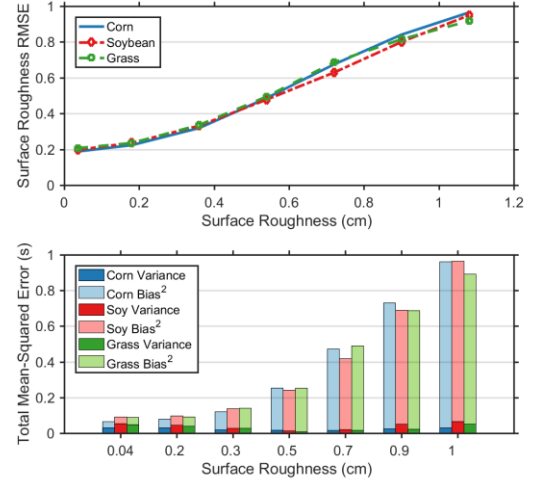 Surface Roughness RMSE
1
0.8
0.6
0.4
0.2
0
Corn
Soybean
Grass
0 0.2 0.4 0.6 0.8 1 1.2
Surface Roughness (cm)
Total Mean-Squared Error (s)
1
0.8
0.6
0.4
0.2
0
Corn Variance
Corn Bias²
Soy Variance
Soy Bias²
Grass Variance
Grass Bias²
0.04 0.2 0.3 0.5 0.7 0.9 1
Surface Roughness (cm)